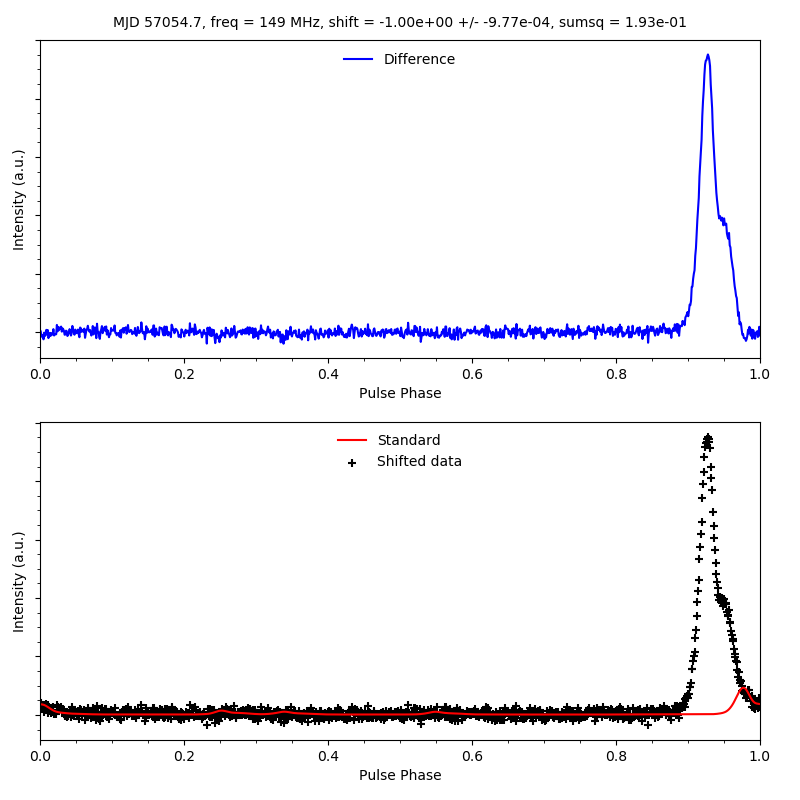 MJD 57054.7, freq = 149 MHz, shift = -1.00e+00 +/- -9.77e-04, sumsq = 1.93e-01
Difference
Intensity (a.u.)
0.0 0.2 0.4 0.6 0.8 1.0
Pulse Phase
Standard
Shifted data
Intensity (a.u.)
0.0 0.2 0.4 0.6 0.8 1.0
Pulse Phase